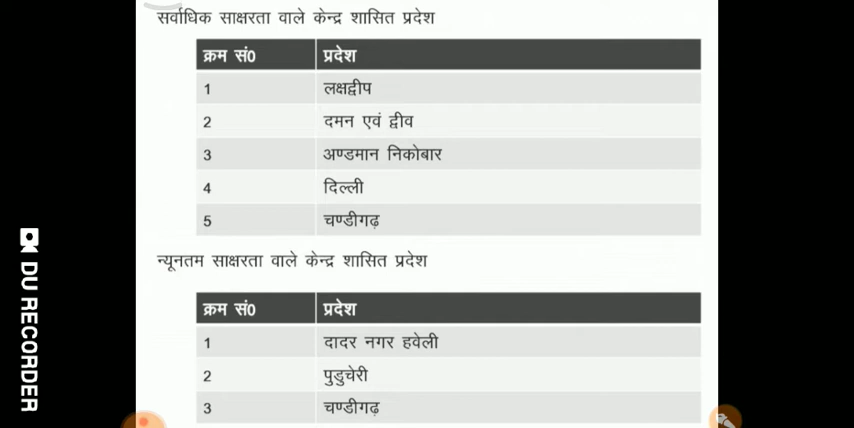 सर्वाधिक साक्षरता वाले केन्द्र शासित प्रदेश
क्रम सं0 प्रदेश
1 लक्षद्वीप
2 दमन एवं द्वीव
3 अण्डमान निकोबार
4 दिल्ली
5 चण्डीगढ़
न्यूनतम साक्षरता वाले केन्द्र शासित प्रदेश
क्रम सं0 प्रदेश
1 दादर नगर हवेली
2 पुडुचेरी
3 चण्डीगढ़
DU RECORDER